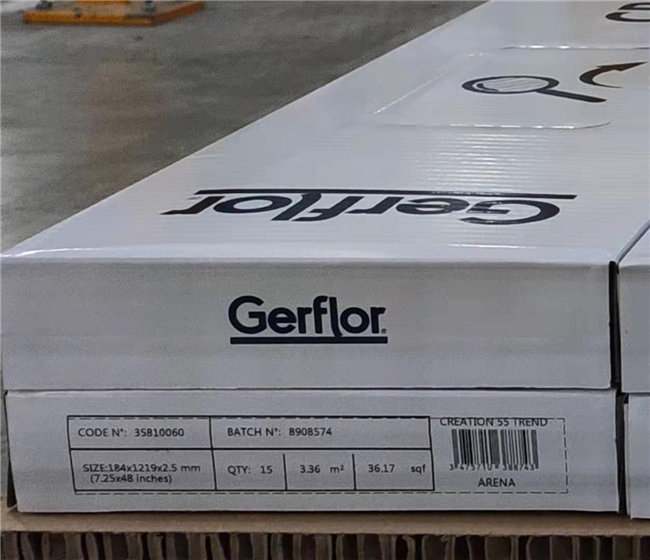 Gerflor
Gerflor®
CODE N°: 35810060
BATCH N°: 8908574
CREATION 55 TREND
SIZE:184x1219x2.5 mm
(7.25x48 inches)
QTY: 15
3.36 m²
36.17 sqf
ARENA